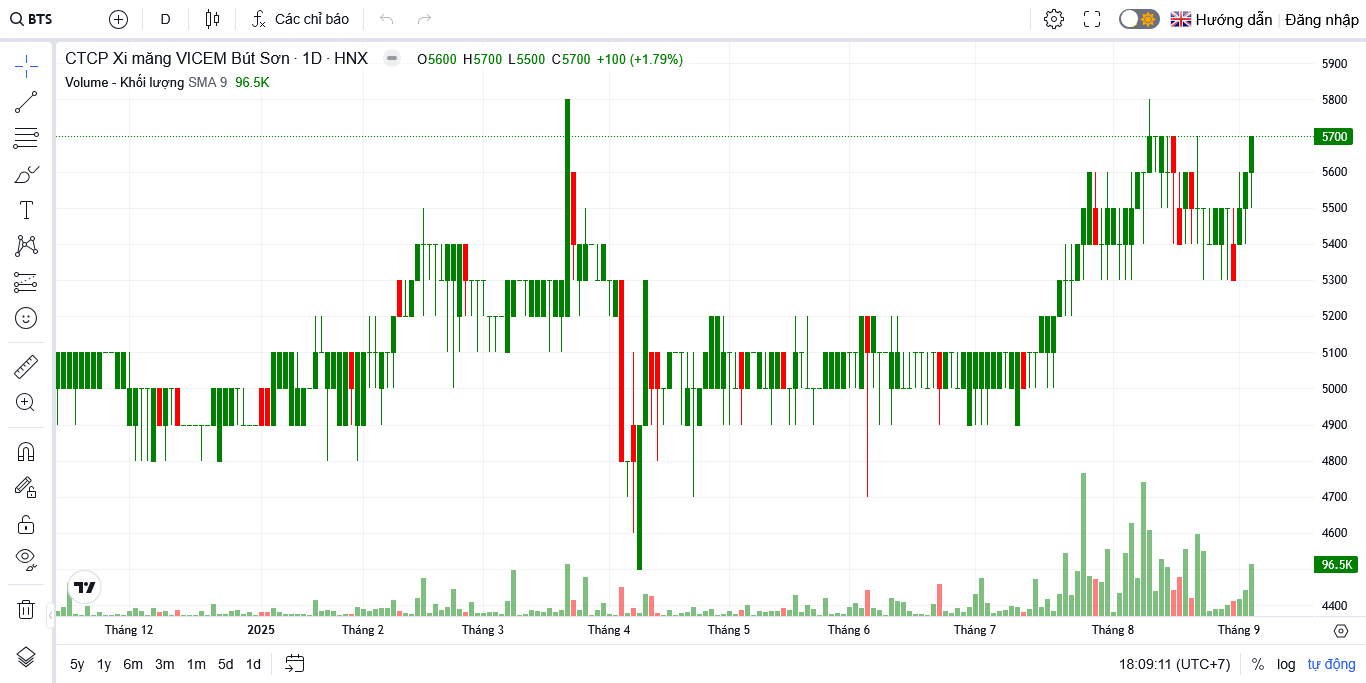 BTS D Các chỉ báo Hướng dẫn Đăng nhập
CTCP Xi măng VICEM Bút Sơn · 1D · HNX O5600 H5700 L5500 C5700 +100 (+1.79%)
Volume - Khối lượng SMA 9 96.5K
5900
5800
5700
5600
5500
5400
5300
5200
5100
5000
4900
4800
4700
4600
96.5K
4400
Tháng 12 2025 Tháng 2 Tháng 3 Tháng 4 Tháng 5 Tháng 6 Tháng 7 Tháng 8 Tháng 9
5y 1y 6m 3m 1m 5d 1d 18:09:11 (UTC+7) % log tự động